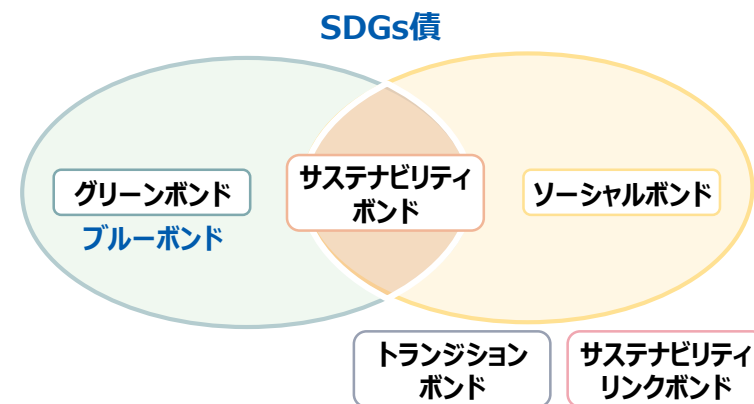 SDGs債
グリーンボンド
ブルーボンド
サステナビリティ
ボンド
ソーシャルボンド
トランジション
ボンド
サステナビリティ
リンクボンド